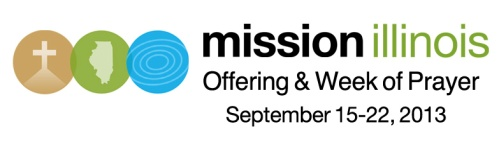 mission illinois
Offering & Week of Prayer
September 15-22, 2013